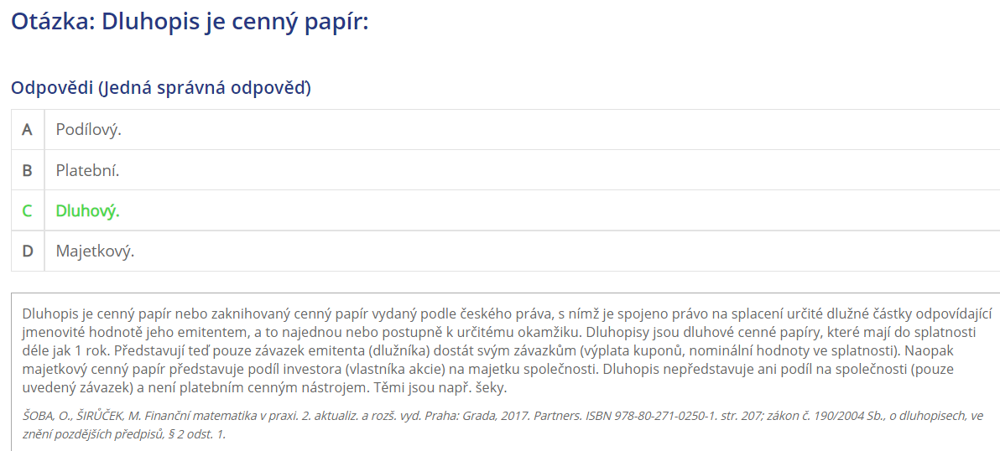 Otázka: Dluhopis je cenný papír:
Odpovědi (Jedná správná odpověď)
A Podílový.
B Platební.
C Dluhový.
D Majetkový.
Dluhopis je cenný papír nebo zaknihovaný cenný papír vydaný podle českého práva, s nímž je spojeno právo na splacení určité dlužné částky odpovídající
jmenovité hodnotě jeho emitentem, a to najednou nebo postupně k určitému okamžiku. Dluhopisy jsou dluhové cenné papíry, které mají do splatnosti
déle jak 1 rok. Představují teď pouze závazek emitenta (dlužníka) dostát svým závazkům (výplata kuponů, nominální hodnoty ve splatnosti). Naopak
majetkový cenný papír představuje podíl investora (vlastníka akcie) na majetku společnosti. Dluhopis nepředstavuje ani podíl na společnosti (pouze
uvedený závazek) a není platebním cenným nástrojem. Těmi jsou např. šeky.
ŠOBA, O., ŠIRŮČEK, M. Finanční matematika v praxi. 2. aktualiz. a rozš. vyd. Praha: Grada, 2017. Partners. ISBN 978-80-271-0250-1. str. 207; zákon č. 190/2004 Sb., o dluhopisech, ve
znění pozdějších předpisů, § 2 odst. 1.